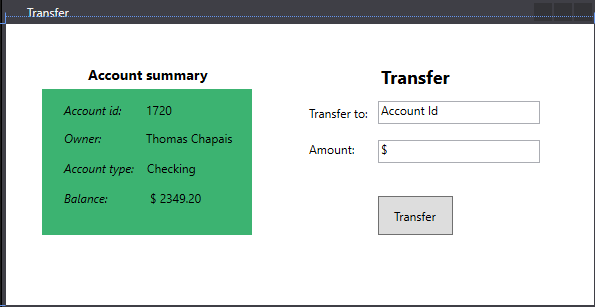 Transfer
Account summary
Account id: 1720
Owner: Thomas Chapais
Account type: Checking
Balance: $ 2349.20
Transfer
Transfer to: Account Id
Amount: $
Transfer